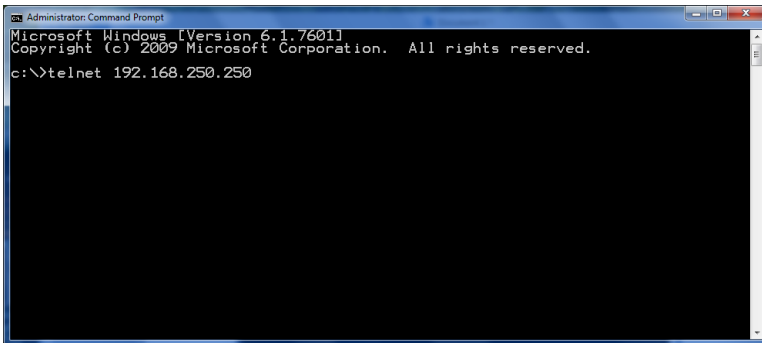 Administrator: Command Prompt
Microsoft Windows [Version 6.1.7601]
Copyright (c) 2009 Microsoft Corporation.  All rights reserved.
c:\>telnet 192.168.250.250